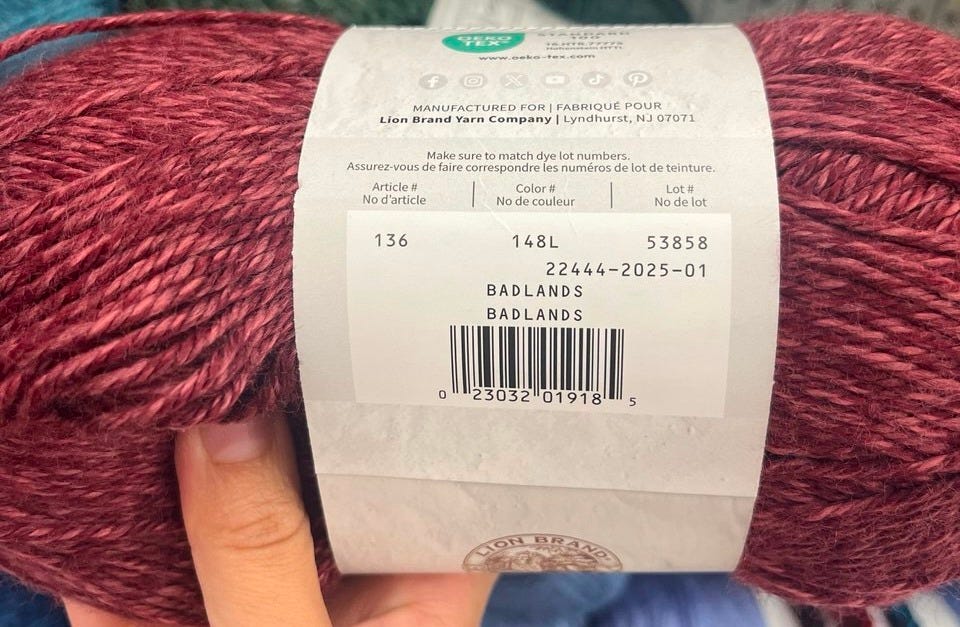 OEKO
TEX®
STANDARD
100
www.oeko-tex.com
MANUFACTURED FOR | FABRIQUÉ POUR
Lion Brand Yarn Company | Lyndhurst, NJ 07071
Make sure to match dye lot numbers.
Assurez-vous de faire correspondre les numéros de lot de teinture.
Article # Color # Lot #
No d'article No de couleur No de lot
136 148L 53858
22444-2025-01
BADLANDS
BADLANDS
0 23032 01918 5
LION BRAND®